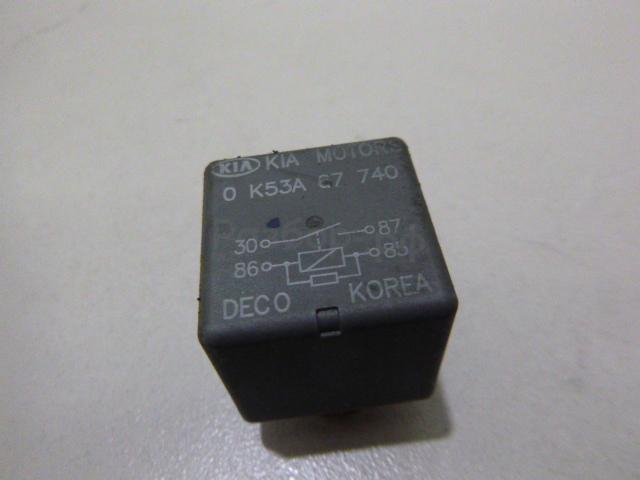 KIA KIA MOTORS
0 K53A 67 740
30 87
86 85
DECO KOREA